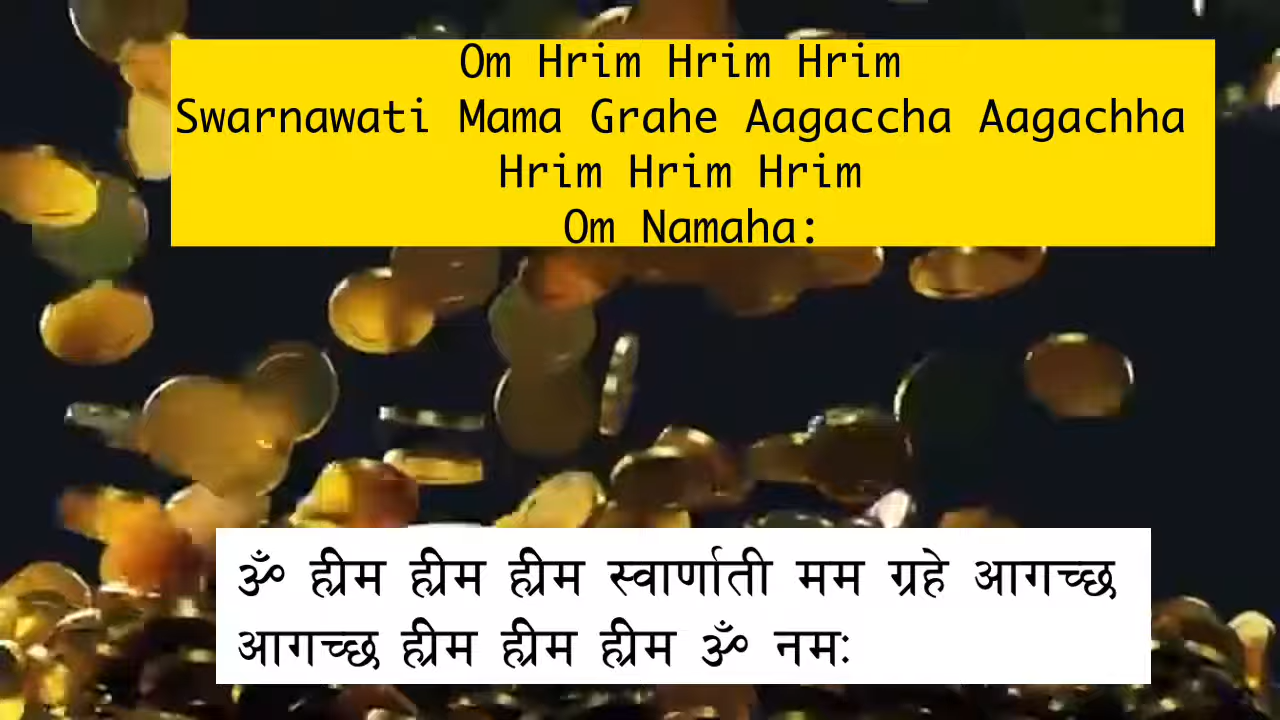 Om Hrim Hrim Hrim
Swarnawati Mama Grahe Aagaccha Aagachha
Hrim Hrim Hrim
Om Namaha:
ॐ ह्रीम ह्रीम ह्रीम स्वार्णाती मम ग्रहे आगच्छ
आगच्छ ह्रीम ह्रीम ह्रीम ॐ नमः